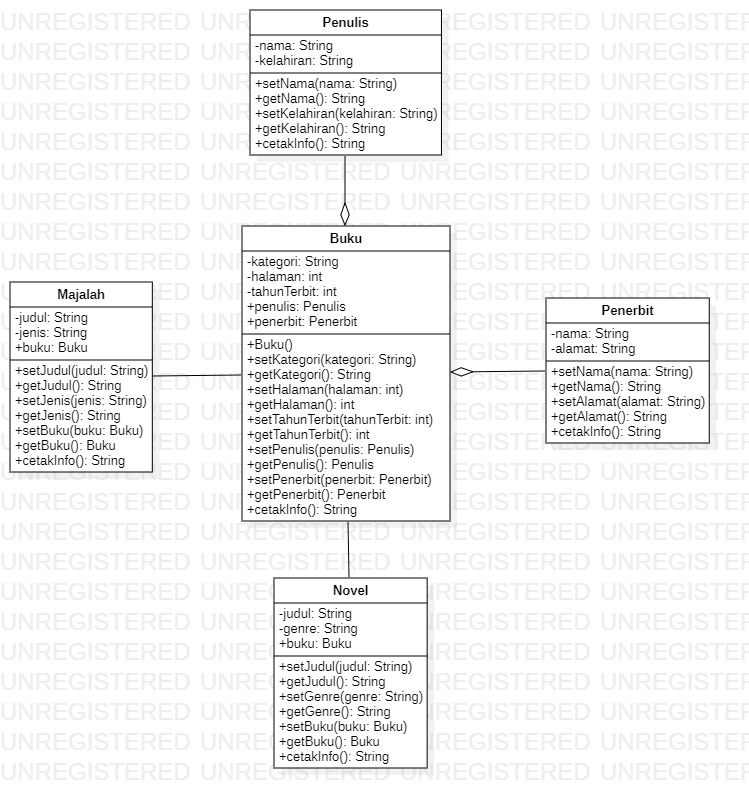 Penulis
-nama: String
-kelahiran: String
+setNama(nama: String)
+getNama(): String
+setKelahiran(kelahiran: String)
+getKelahiran(): String
+cetakInfo(): String
Buku
-kategori: String
-halaman: int
-tahunTerbit: int
+penulis: Penulis
+penerbit: Penerbit
+Buku()
+setKategori(kategori: String)
+getKategori(): String
+setHalaman(halaman: int)
+getHalaman(): int
+setTahunTerbit(tahunTerbit: int)
+getTahunTerbit(): int
+setPenulis(penulis: Penulis)
+getPenulis(): Penulis
+setPenerbit(penerbit: Penerbit)
+getPenerbit(): Penerbit
+cetakInfo(): String
Majalah
-judul: String
-jenis: String
+buku: Buku
+setJudul(judul: String)
+getJudul(): String
+setJenis(jenis: String)
+getJenis(): String
+setBuku(buku: Buku)
+getBuku(): Buku
+cetakInfo(): String
Penerbit
-nama: String
-alamat: String
+setNama(nama: String)
+getNama(): String
+setAlamat(alamat: String)
+getAlamat(): String
+cetakInfo(): String
Novel
-judul: String
-genre: String
+buku: Buku
+setJudul(judul: String)
+getJudul(): String
+setGenre(genre: String)
+getGenre(): String
+setBuku(buku: Buku)
+getBuku(): Buku
+cetakInfo(): String
UNREGISTERED